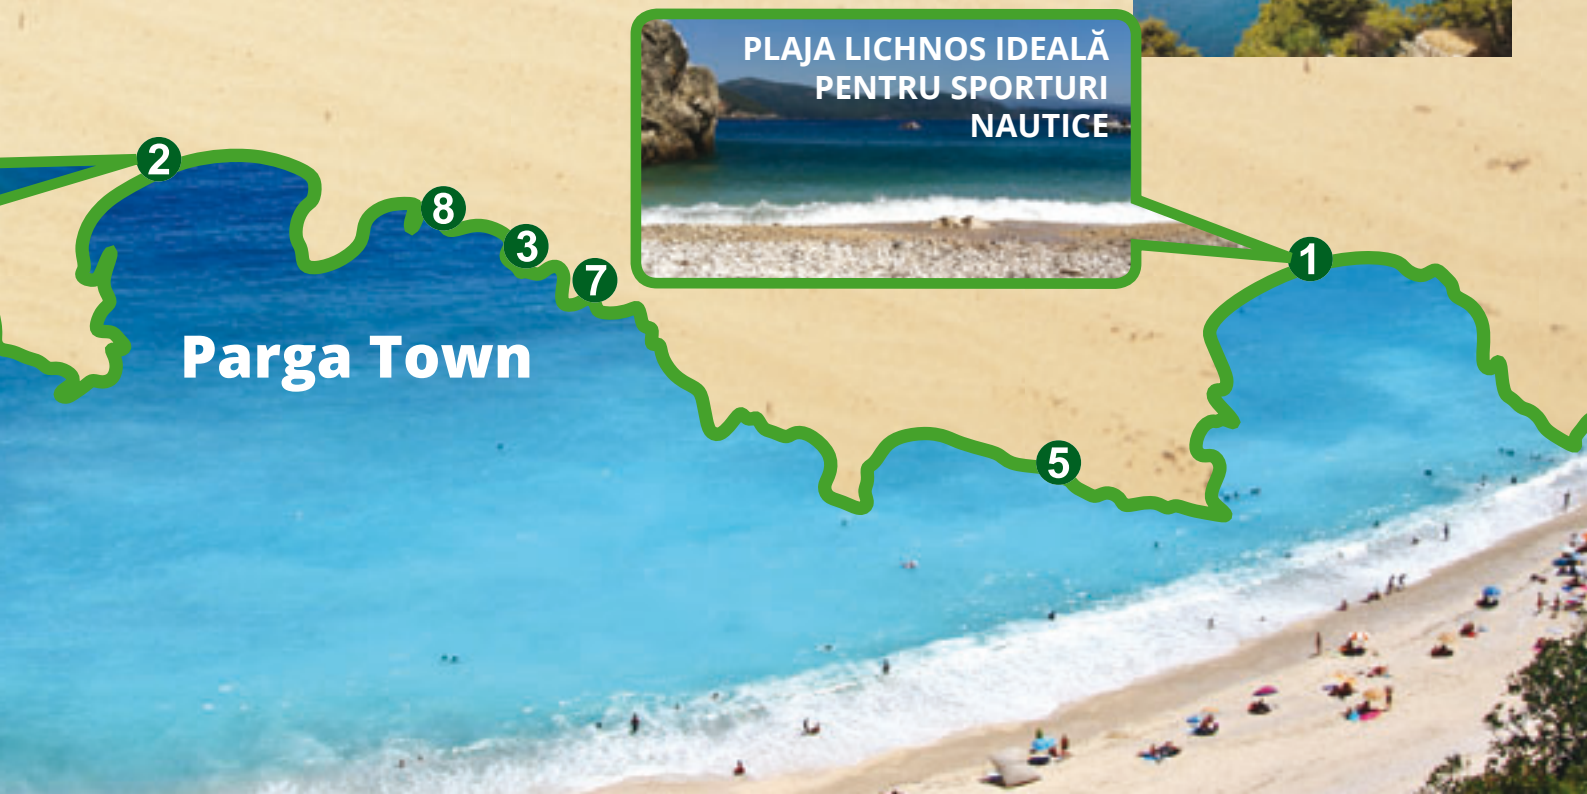 PLAJA LICHNOS IDEALĂ
PENTRU SPORTURI
NAUTICE
2
8
3
7
1
Parga Town
5